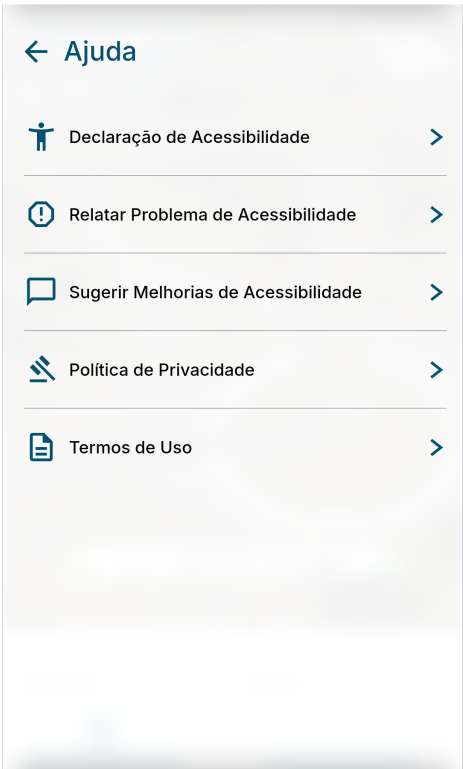 Ajuda
Declaração de Acessibilidade
Relatar Problema de Acessibilidade
Sugerir Melhorias de Acessibilidade
Política de Privacidade
Termos de Uso